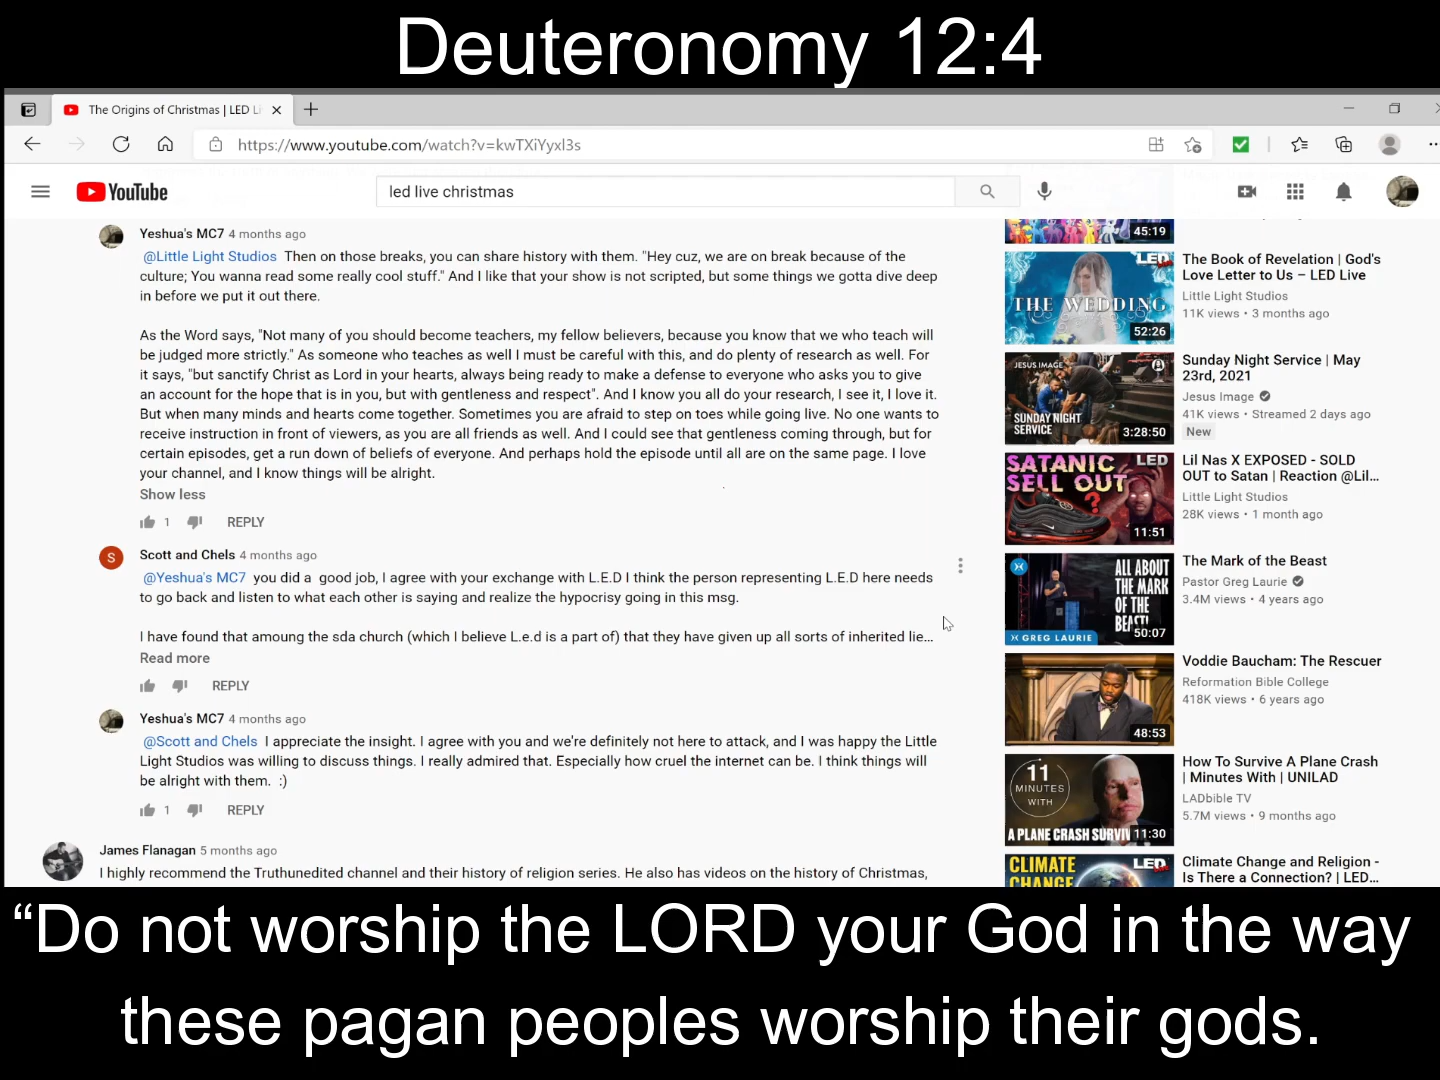 Deuteronomy 12:4
The Origins of Christmas | LED Li
https://www.youtube.com/watch?v=kwTXiYyxl3s
YouTube
led live christmas
Yeshua's MC7 4 months ago
@Little Light Studios Then on those breaks, you can share history with them. "Hey cuz, we are on break because of the
culture; You wanna read some really cool stuff." And I like that your show is not scripted, but some things we gotta dive deep
in before we put it out there.
As the Word says, "Not many of you should become teachers, my fellow believers, because you know that we who teach will
be judged more strictly." As someone who teaches as well I must be careful with this, and do plenty of research as well. For
it says, "but sanctify Christ as Lord in your hearts, always being ready to make a defense to everyone who asks you to give
an account for the hope that is in you, but with gentleness and respect". And I know you all do your research, I see it, I love it.
But when many minds and hearts come together. Sometimes you are afraid to step on toes while going live. No one wants to
receive instruction in front of viewers, as you are all friends as well. And I could see that gentleness coming through, but for
certain episodes, get a run down of beliefs of everyone. And perhaps hold the episode until all are on the same page. I love
your channel, and I know things will be alright.
Show less
1 REPLY
S
Scott and Chels 4 months ago
@Yeshua's MC7 you did a good job, I agree with your exchange with L.E.D I think the person representing L.E.D here needs
to go back and listen to what each other is saying and realize the hypocrisy going in this msg.
I have found that amoung the sda church (which I believe L.e.d is a part of) that they have given up all sorts of inherited lie...
Read more
REPLY
Yeshua's MC7 4 months ago
@Scott and Chels I appreciate the insight. I agree with you and we're definitely not here to attack, and I was happy the Little
Light Studios was willing to discuss things. I really admired that. Especially how cruel the internet can be. I think things will
be alright with them. :)
1 REPLY
James Flanagan 5 months ago
I highly recommend the Truthunedited channel and their history of religion series. He also has videos on the history of Christmas,
45:19
LED
THE WEDDING
52:26
The Book of Revelation | God's
Love Letter to Us – LED Live
Little Light Studios
11K views • 3 months ago
JESUS IMAGE
SUNDAY NIGHT
SERVICE
3:28:50
Sunday Night Service | May
23rd, 2021
Jesus Image
41K views • Streamed 2 days ago
New
SATANIC
SELL OUT
?
LED
11:51
Lil Nas X EXPOSED - SOLD
OUT to Satan | Reaction @Lil...
Little Light Studios
28K views • 1 month ago
ALL ABOUT
THE MARK
OF THE
BEAST
GREG LAURIE
50:07
The Mark of the Beast
Pastor Greg Laurie
3.4M views • 4 years ago
48:53
Voddie Baucham: The Rescuer
Reformation Bible College
418K views • 6 years ago
11
MINUTES
WITH
A PLANE CRASH SURVIV
11:30
How To Survive A Plane Crash
| Minutes With | UNILAD
LADbible TV
5.7M views • 9 months ago
CLIMATE
CHANGE
LED
Climate Change and Religion -
Is There a Connection? | LED...
“Do not worship the LORD your God in the way
these pagan peoples worship their gods.